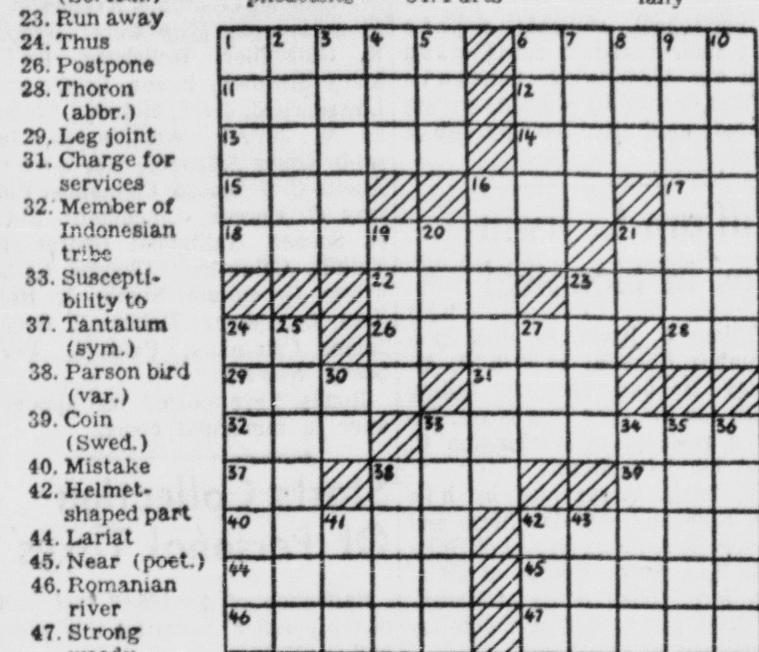 23. Run away
24. Thus
26. Postpone
28. Thoron
(abbr.)
29. Leg joint
31. Charge for
services
32. Member of
Indonesian
tribe
33. Suscepti-
bility to
37. Tantalum
(sym.)
38. Parson bird
(var.)
39. Coin
(Swed.)
40. Mistake
42. Helmet-
shaped part
44. Lariat
45. Near (poet.)
46. Romanian
river
47. Strong
1 2 3 4 5 6 7 8 9 10
11 12
13 14
15 16 17
18 19 20 21
22 23
24 25 26 27 28
29 30 31
32 33 34 35 36
37 38 39
40 41 42 43
44 45
46 47